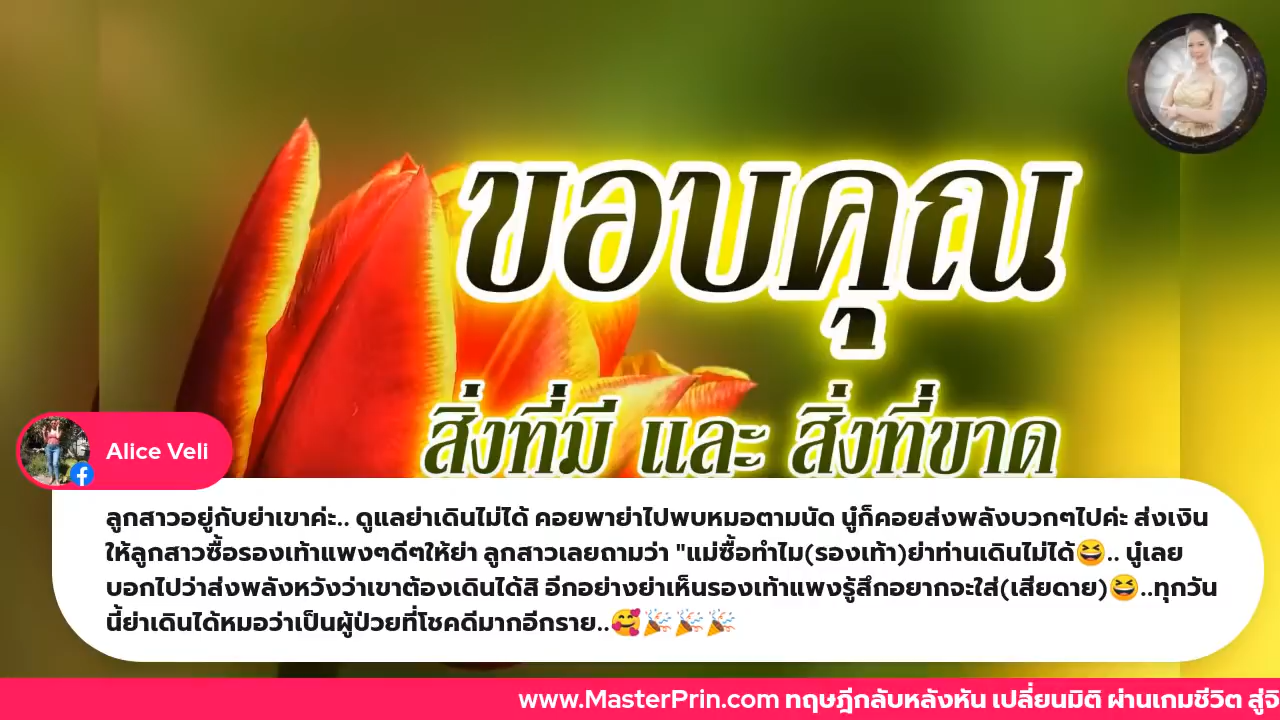 ขอบคุณ
สิ่งที่มี และ สิ่งที่ขาด
Alice Veli
ลูกสาวอยู่กับย่าเขาค่ะ.. ดูแลย่าเดินไม่ได้ คอยพาย่าไปพบหมอตามนัด นู๋ก็คอยส่งพลังบวกๆไปค่ะ ส่งเงิน
ให้ลูกสาวซื้อรองเท้าแพงๆดีๆให้ย่า ลูกสาวเลยถามว่า "แม่ซื้อทำไม(รองเท้า)ย่าท่านเดินไม่ได้😆.. นู๋เลย
บอกไปว่าส่งพลังหวังว่าเขาต้องเดินได้สิ อีกอย่างย่าเห็นรองเท้าแพงรู้สึกอยากจะใส่(เสียดาย)😆..ทุกวัน
นี้ย่าเดินได้หมอว่าเป็นผู้ป่วยที่โชคดีมากอีกราย..🥰🎉🎉🎉
www.MasterPrin.com ทฤษฎีกลับหลังหัน เปลี่ยนมิติ ผ่านเกมชีวิต สู่จิ